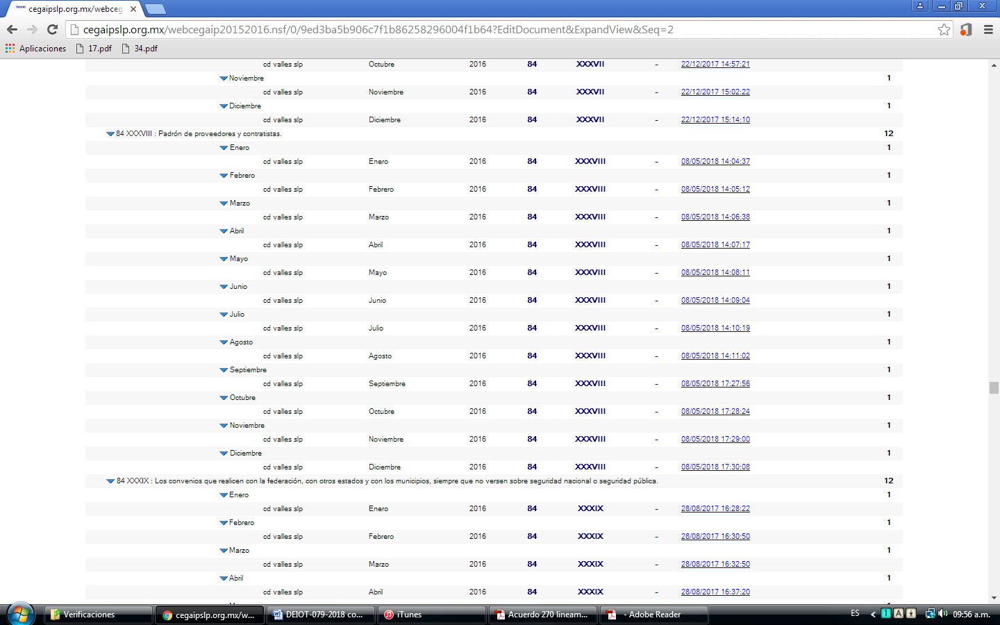 cegaipslp.org.mx/webceg
cegaipslp.org.mx/webcegaip20152016.nsf/0/9ed3ba5b906c7f1b86258296004f1b64?EditDocument&ExpandView&Seq=2
Aplicaciones 17.pdf 34.pdf
cd valles slp Octubre 2016 84 XXXVII - 22/12/2017 14:57:21
Noviembre 1
cd valles slp Noviembre 2016 84 XXXVII - 22/12/2017 15:02:22
Diciembre 1
cd valles slp Diciembre 2016 84 XXXVII - 22/12/2017 15:14:10
84 XXXVIII : Padrón de proveedores y contratistas. 12
Enero 1
cd valles slp Enero 2016 84 XXXVIII - 08/05/2018 14:04:37
Febrero 1
cd valles slp Febrero 2016 84 XXXVIII - 08/05/2018 14:05:12
Marzo 1
cd valles slp Marzo 2016 84 XXXVIII - 08/05/2018 14:06:38
Abril 1
cd valles slp Abril 2016 84 XXXVIII - 08/05/2018 14:07:17
Mayo 1
cd valles slp Mayo 2016 84 XXXVIII - 08/05/2018 14:08:11
Junio 1
cd valles slp Junio 2016 84 XXXVIII - 08/05/2018 14:09:04
Julio 1
cd valles slp Julio 2016 84 XXXVIII - 08/05/2018 14:10:19
Agosto 1
cd valles slp Agosto 2016 84 XXXVIII - 08/05/2018 14:11:02
Septiembre 1
cd valles slp Septiembre 2016 84 XXXVIII - 08/05/2018 17:27:56
Octubre 1
cd valles slp Octubre 2016 84 XXXVIII - 08/05/2018 17:28:24
Noviembre 1
cd valles slp Noviembre 2016 84 XXXVIII - 08/05/2018 17:29:00
Diciembre 1
cd valles slp Diciembre 2016 84 XXXVIII - 08/05/2018 17:30:08
84 XXXIX : Los convenios que realicen con la federación, con otros estados y con los municipios, siempre que no versen sobre seguridad nacional o seguridad pública. 12
Enero 1
cd valles slp Enero 2016 84 XXXIX - 28/08/2017 16:28:22
Febrero 1
cd valles slp Febrero 2016 84 XXXIX - 28/08/2017 16:30:50
Marzo 1
cd valles slp Marzo 2016 84 XXXIX - 28/08/2017 16:32:50
Abril 1
cd valles slp Abril 2016 84 XXXIX - 28/08/2017 16:37:20
Verificaciones cegaipslp.org.mx/w... DEIOT-079-2018 co... iTunes Acuerdo 270 lineam... - Adobe Reader ES 1 A 09:56 a.m.